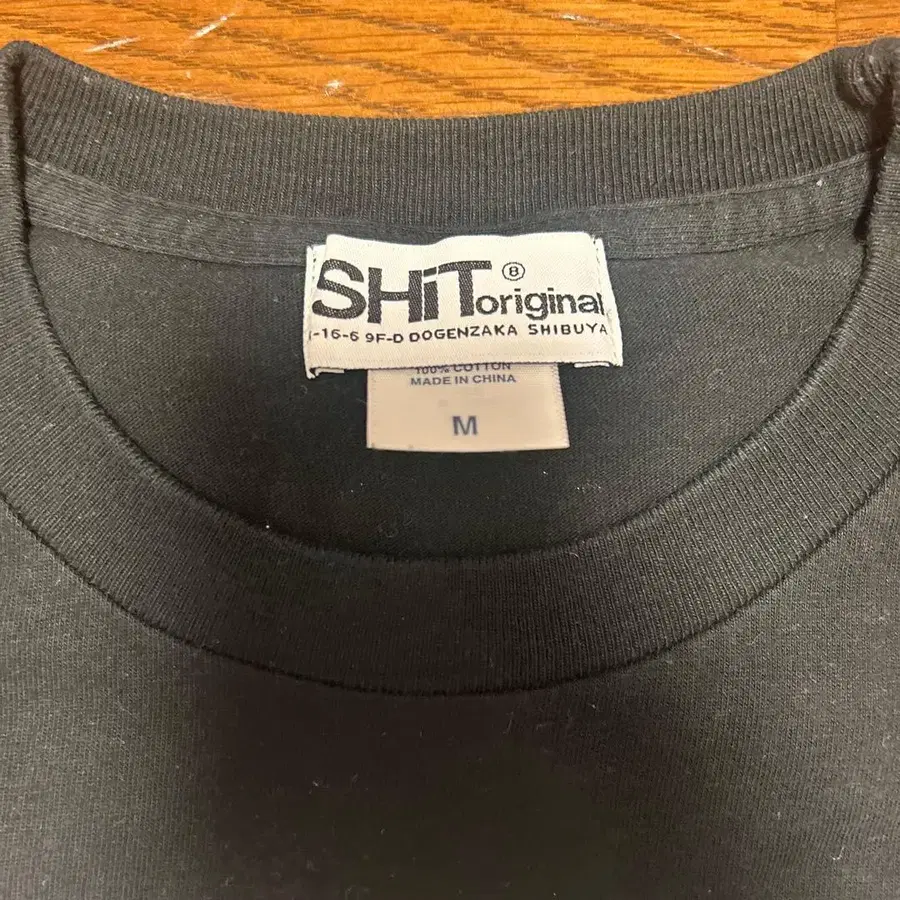 SHiT ® original
-16-6 9F-D DOGENZAKA SHIBUYA
100% COTTON
MADE IN CHINA
M